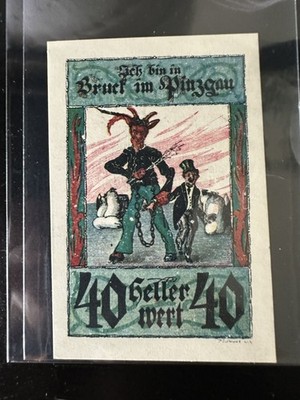 Ich bin in
Bruck im Pinzgau
40 Heller 40
wert